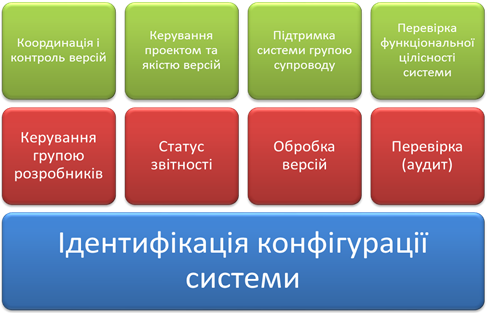 Координація і
контроль версій
Керування
проектом та
якістю версій
Підтримка
системи групою
супроводу
Перевірка
функціональної
цілісності
системи
Керування
групою
розробників
Статус
звітності
Обробка
версій
Перевірка
(аудит)
Ідентифікація конфігурації
системи